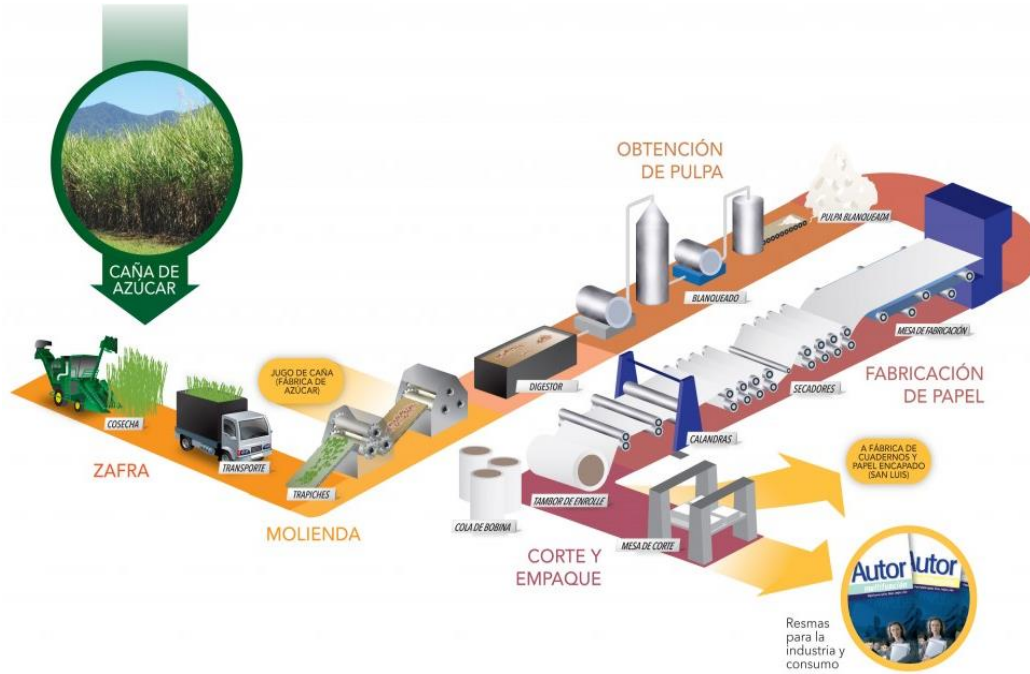 CAÑA DE
AZÚCAR
COSECHA
TRANSPORTE
ZAFRA
JUGO DE CAÑA
(FÁBRICA DE
AZÚCAR)
TRAPICHES
MOLIENDA
DIGESTOR
OBTENCIÓN
DE PULPA
BLANQUEADO
PULPA BLANQUEADA
MESA DE FABRICACIÓN
SECADORES
FABRICACIÓN
DE PAPEL
CALANDRAS
TAMBOR DE ENROLLE
COLA DE BOBINA
MESA DE CORTE
CORTE Y
EMPAQUE
A FÁBRICA DE
CUADERNOS Y
PAPEL ENCAPADO
(SAN LUIS)
Autor
Autor
multifunción
Resmas
para la
industria y
consumo